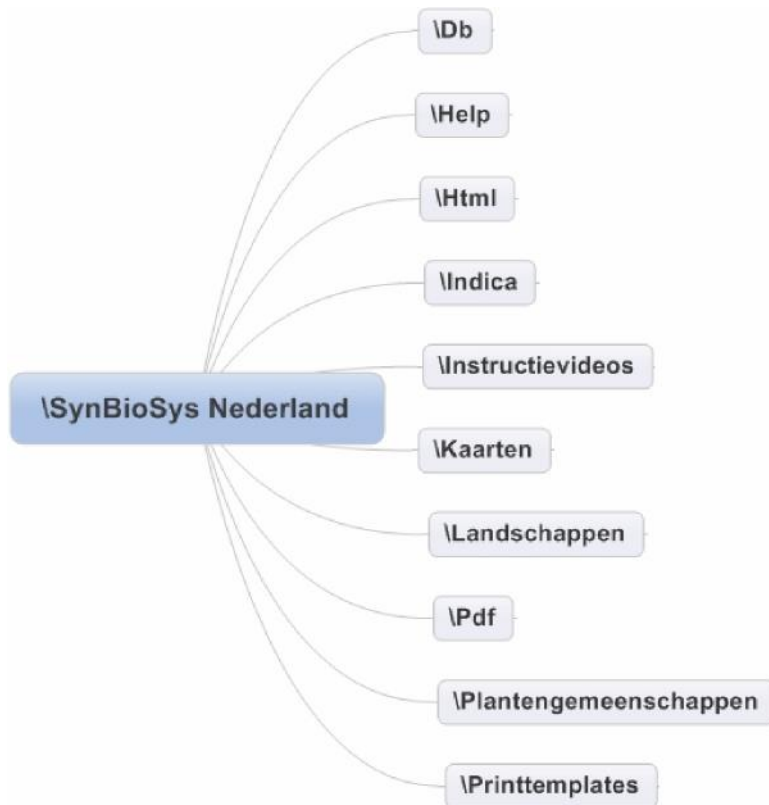 \Db
\Help
\Html
\Indica
\Instructievideos
\SynBioSys Nederland
\Kaarten
\Landschappen
\Pdf
\Plantengemeenschappen
\Printtemplates